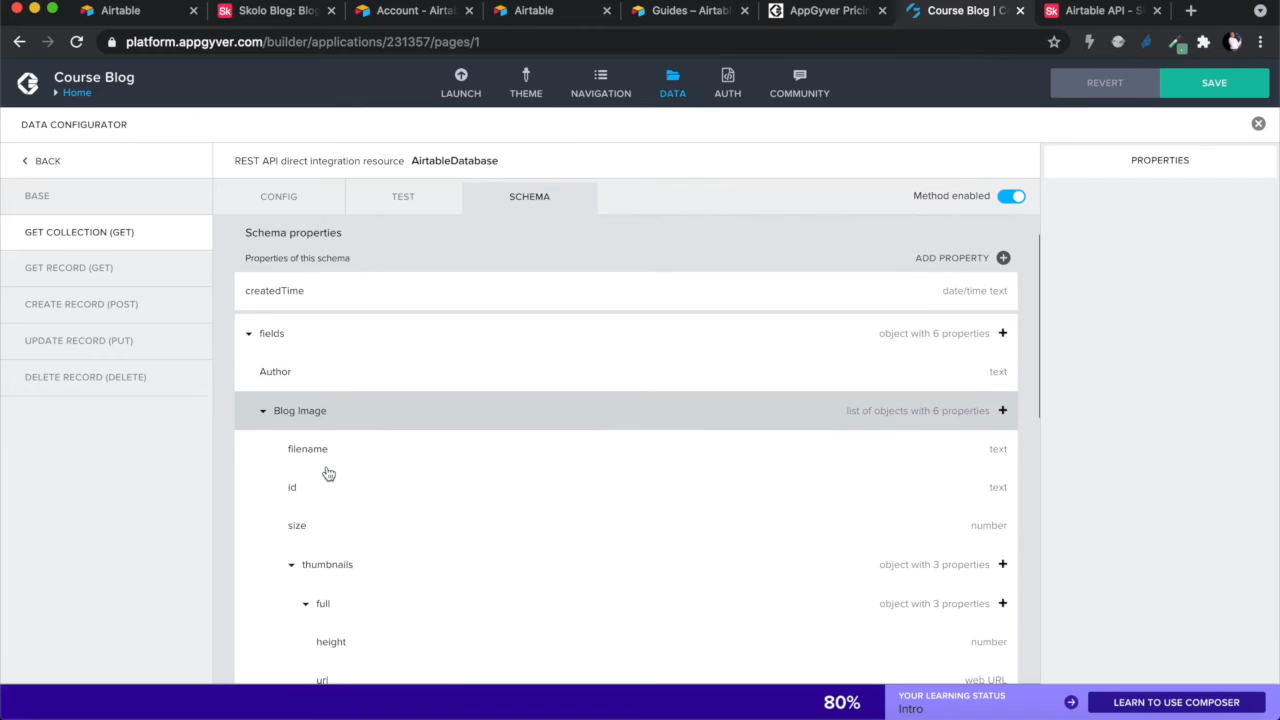 Airtable
Skolo Blog: Blog
Account - Airtal
Airtable
Guides – Airtab
AppGyver Pricin
Course Blog | C
Airtable API - S
platform.appgyver.com/builder/applications/231357/pages/1
Course Blog
Home
LAUNCH
THEME
NAVIGATION
DATA
AUTH
COMMUNITY
REVERT
SAVE
DATA CONFIGURATOR
BACK
REST API direct integration resource AirtableDatabase
PROPERTIES
BASE
CONFIG
TEST
SCHEMA
Method enabled
GET COLLECTION (GET)
Schema properties
Properties of this schema
ADD PROPERTY
GET RECORD (GET)
createdTime
date/time text
CREATE RECORD (POST)
fields
object with 6 properties
UPDATE RECORD (PUT)
Author
text
DELETE RECORD (DELETE)
Blog Image
list of objects with 6 properties
filename
text
id
text
size
number
thumbnails
object with 3 properties
full
object with 3 properties
height
number
url
web URL
80%
YOUR LEARNING STATUS
Intro
LEARN TO USE COMPOSER